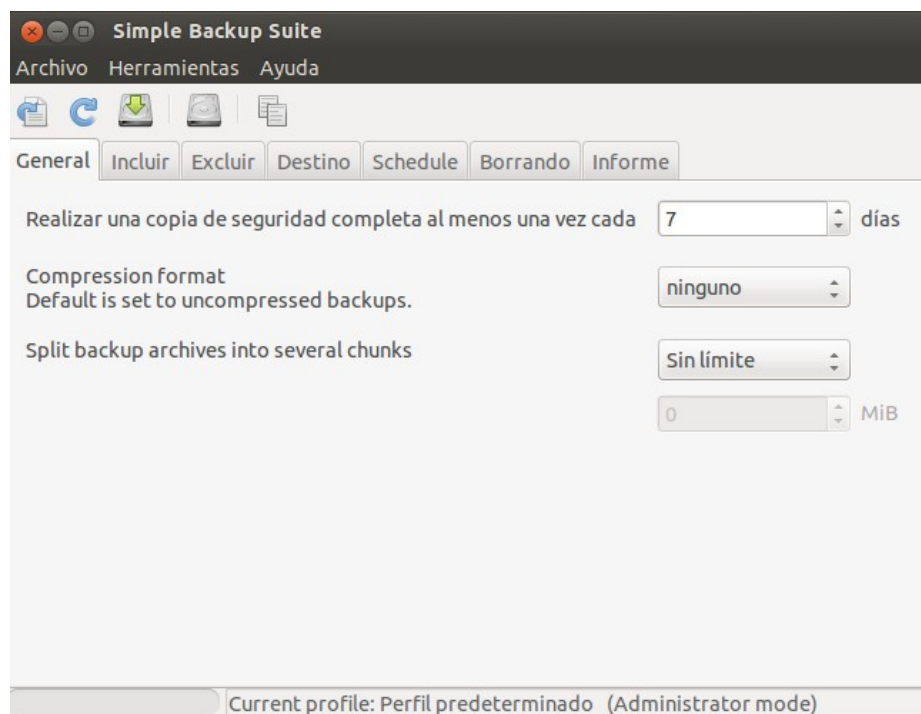 Simple Backup Suite
Archivo Herramientas Ayuda
General Incluir Excluir Destino Schedule Borrando Informe
Realizar una copia de seguridad completa al menos una vez cada 7 días
Compression format
Default is set to uncompressed backups.
ninguno
Split backup archives into several chunks
Sin límite
0 MiB
Current profile: Perfil predeterminado (Administrator mode)